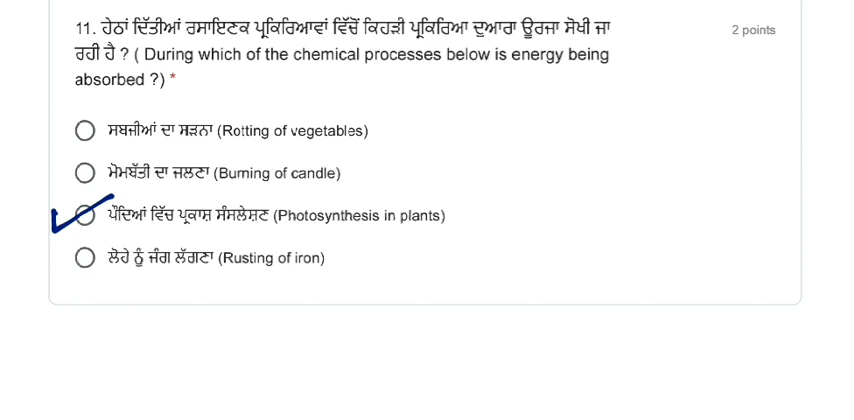 11. ਹੇਠਾਂ ਦਿੱਤੀਆਂ ਰਸਾਇਣਕ ਪ੍ਰਕਿਰਿਆਵਾਂ ਵਿੱਚੋਂ ਕਿਹੜੀ ਪ੍ਰਕਿਰਿਆ ਦੁਆਰਾ ਊਰਜਾ ਸੋਖੀ ਜਾ
2 points
ਰਹੀ ਹੈ ? ( During which of the chemical processes below is energy being
absorbed ?) *
ਸਬਜੀਆਂ ਦਾ ਸੜਨਾ (Rotting of vegetables)
ਮੋਮਬੱਤੀ ਦਾ ਜਲਣਾ (Burning of candle)
ਪੌਦਿਆਂ ਵਿੱਚ ਪ੍ਰਕਾਸ਼ ਸੰਸਲੇਸ਼ਣ (Photosynthesis in plants)
ਲੋਹੇ ਨੂੰ ਜੰਗ ਲੱਗਣਾ (Rusting of iron)